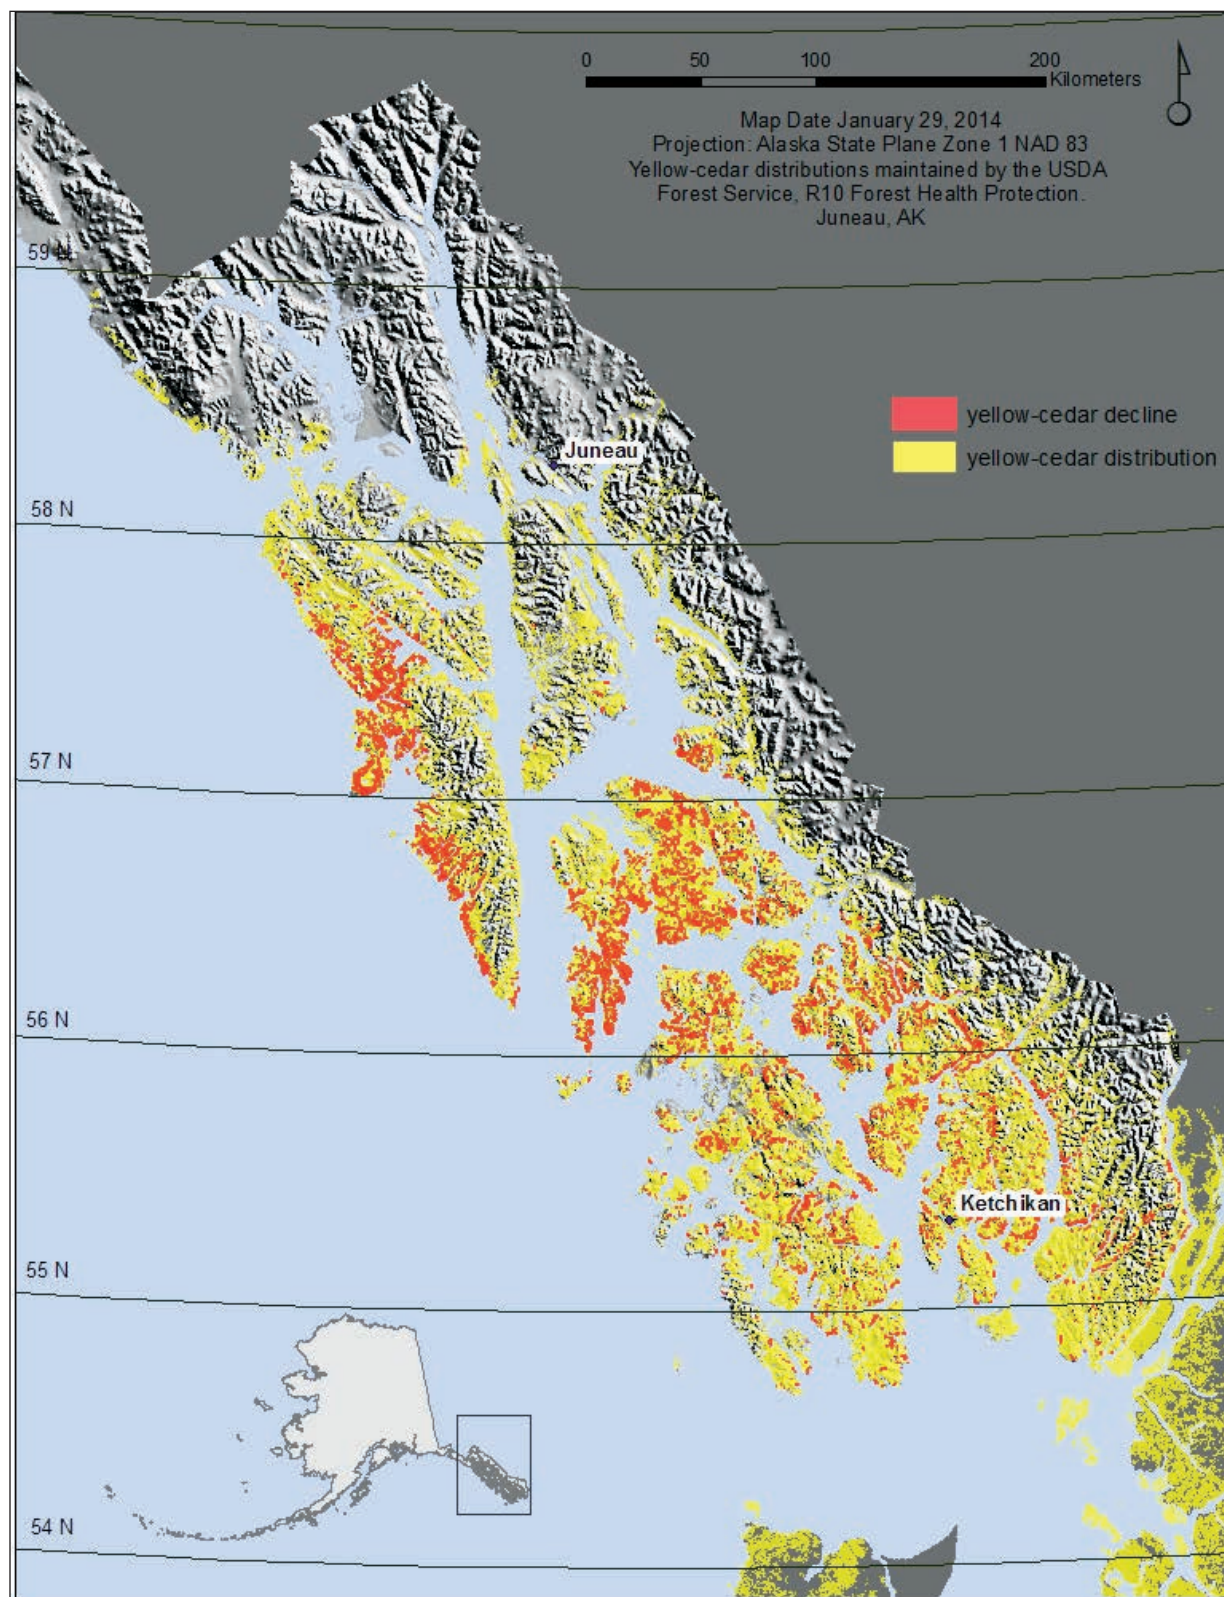 0 50 100 200
Kilometers
Map Date January 29, 2014
Projection: Alaska State Plane Zone 1 NAD 83
Yellow-cedar distributions maintained by the USDA
Forest Service, R10 Forest Health Protection.
Juneau, AK
59 N
yellow-cedar decline
yellow-cedar distribution
Juneau
58 N
57 N
56 N
Ketchikan
55 N
54 N